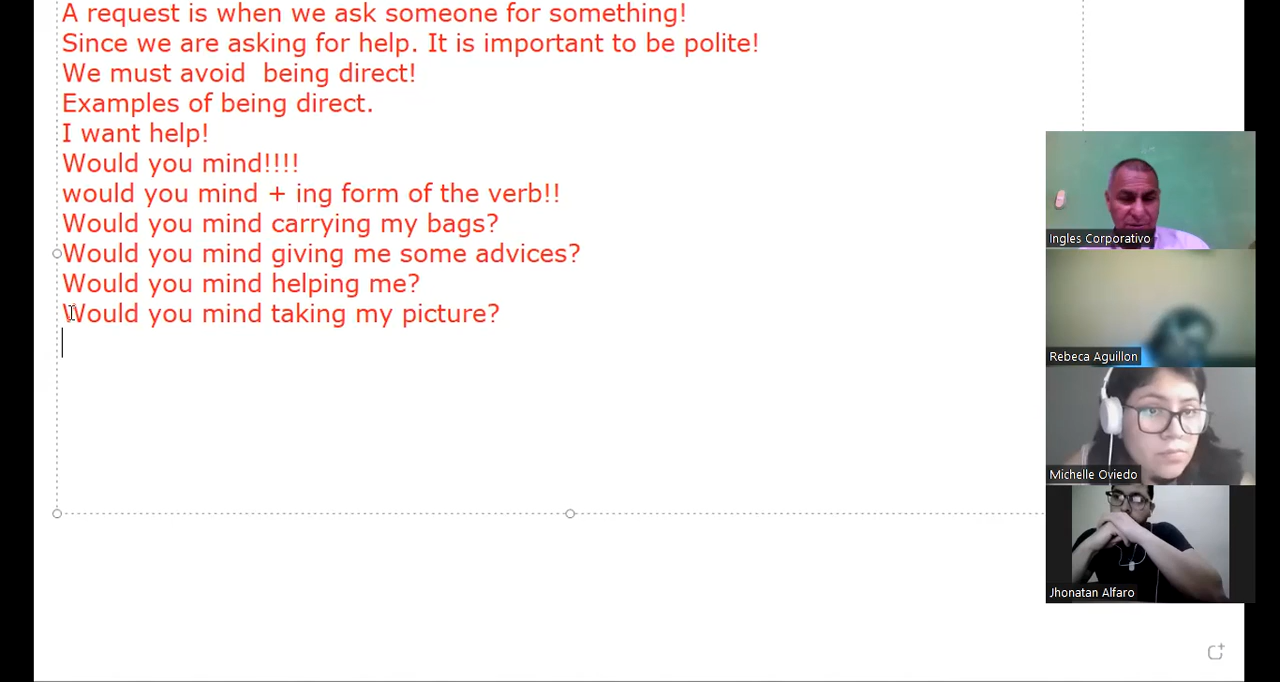 A request is when we ask someone for something!
Since we are asking for help. It is important to be polite!
We must avoid  being direct!
Examples of being direct.
I want help!
Would you mind!!!!
would you mind + ing form of the verb!!
Would you mind carrying my bags?
Would you mind giving me some advices?
Would you mind helping me?
Would you mind taking my picture?
Ingles Corporativo
Rebeca Aguillon
Michelle Oviedo
Jhonatan Alfaro